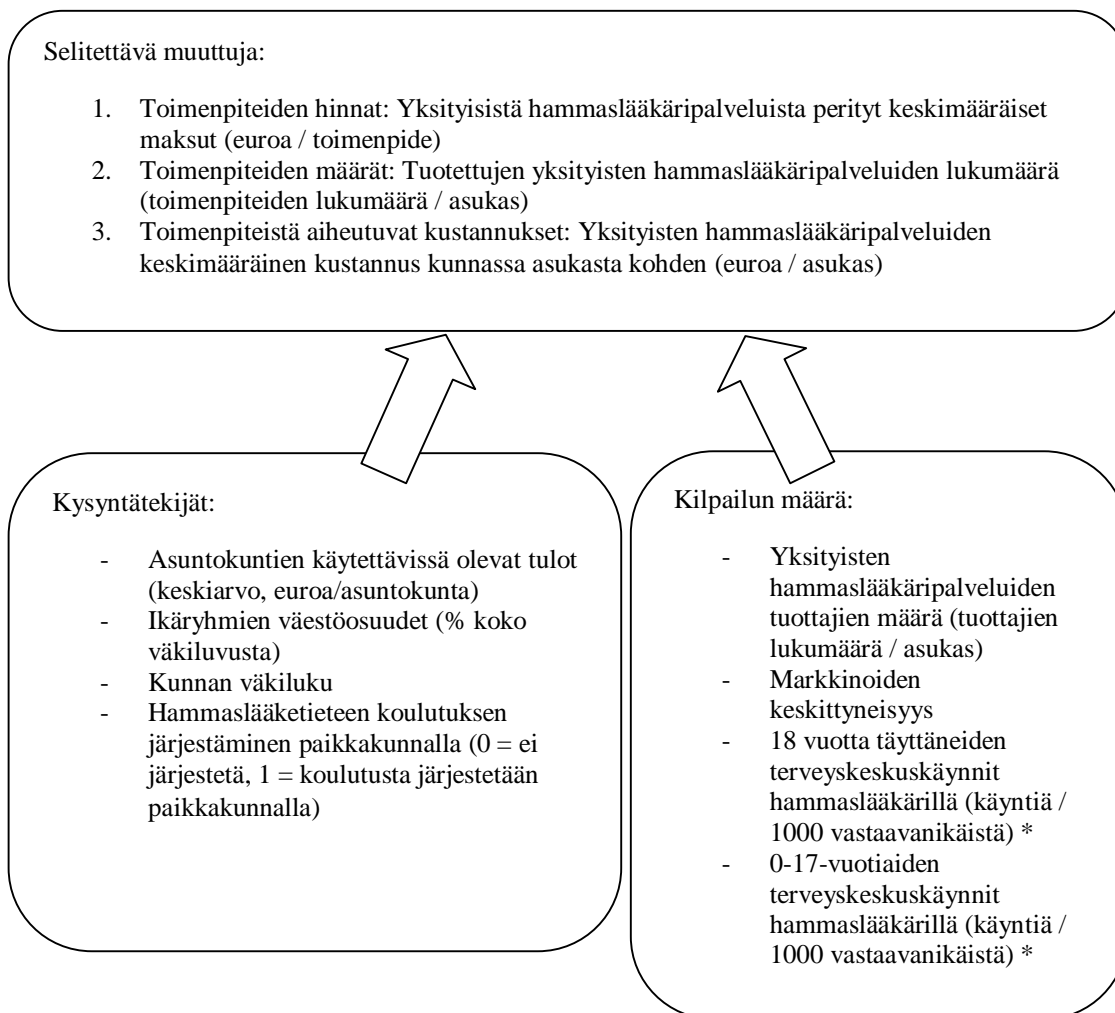 Selitettävä muuttuja:
1. Toimenpiteiden hinnat: Yksityisistä hammaslääkäripalveluista perityt keskimääräiset
maksut (euroa / toimenpide)
2. Toimenpiteiden määrät: Tuotettujen yksityisten hammaslääkäripalveluiden lukumäärä
(toimenpiteiden lukumäärä / asukas)
3. Toimenpiteistä aiheutuvat kustannukset: Yksityisten hammaslääkäripalveluiden
keskimääräinen kustannus kunnassa asukasta kohden (euroa / asukas)
Kysyntätekijät:
- Asuntokuntien käytettävissä olevat tulot
(keskiarvo, euroa/asuntokunta)
- Ikäryhmien väestöosuudet (% koko
väkiluvusta)
- Kunnan väkiluku
- Hammaslääketieteen koulutuksen
järjestäminen paikkakunnalla (0 = ei
järjestetä, 1 = koulutusta järjestetään
paikkakunnalla)
Kilpailun määrä:
- Yksityisten
hammaslääkäripalveluiden
tuottajien määrä (tuottajien
lukumäärä / asukas)
- Markkinoiden
keskittyneisyys
- 18 vuotta täyttäneiden
terveyskeskuskäynnit
hammaslääkärillä (käyntiä /
1000 vastaavanikäistä) *
- 0-17-vuotiaiden
terveyskeskuskäynnit
hammaslääkärillä (käyntiä /
1000 vastaavanikäistä) *